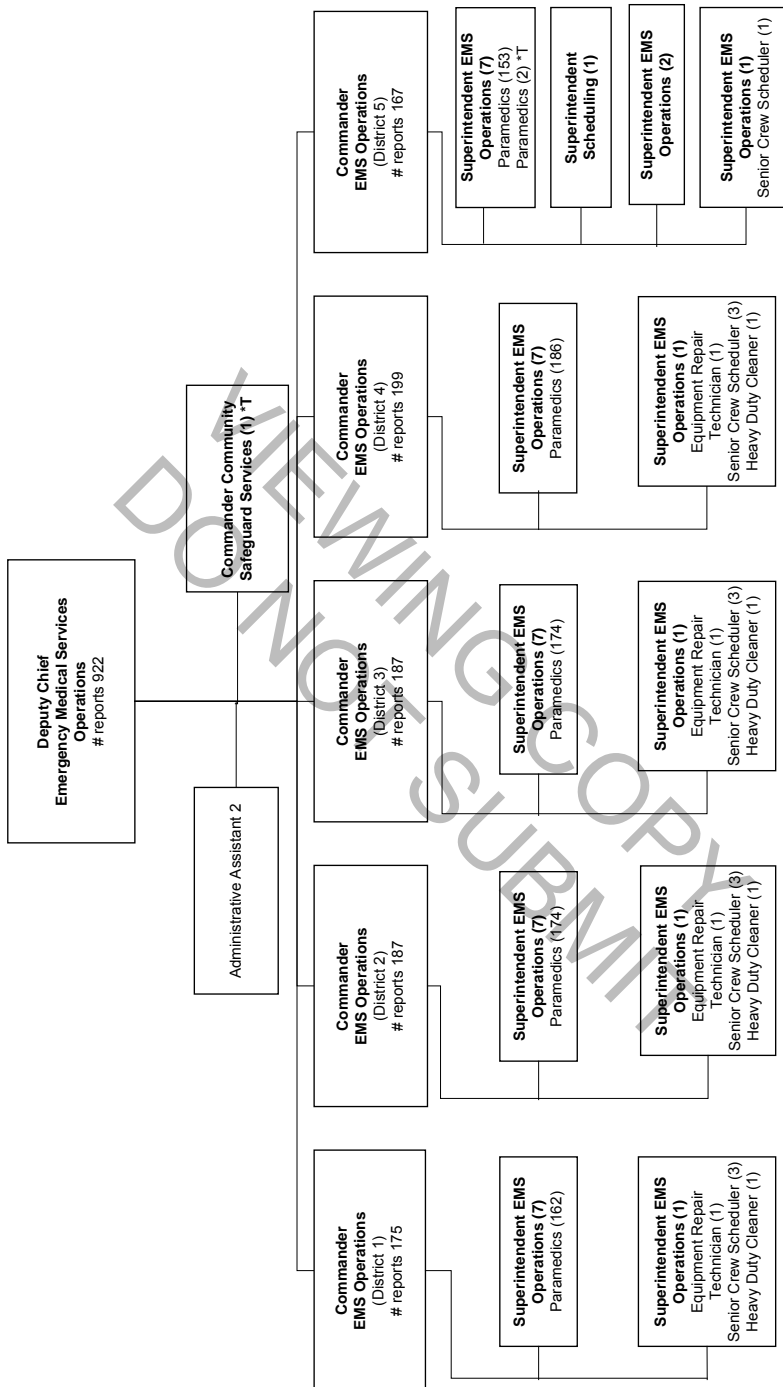 Deputy Chief
Emergency Medical Services
Operations
# reports 922
Administrative Assistant 2
Commander Community
Safeguard Services (1) *T
Commander
EMS Operations
(District 1)
# reports 175
Superintendent EMS
Operations (7)
Paramedics (162)
Superintendent EMS
Operations (1)
Equipment Repair
Technician (1)
Senior Crew Scheduler (3)
Heavy Duty Cleaner (1)
Commander
EMS Operations
(District 2)
# reports 187
Superintendent EMS
Operations (7)
Paramedics (174)
Superintendent EMS
Operations (1)
Equipment Repair
Technician (1)
Senior Crew Scheduler (3)
Heavy Duty Cleaner (1)
Commander
EMS Operations
(District 3)
# reports 187
Superintendent EMS
Operations (7)
Paramedics (174)
Superintendent EMS
Operations (1)
Equipment Repair
Technician (1)
Senior Crew Scheduler (3)
Heavy Duty Cleaner (1)
Commander
EMS Operations
(District 4)
# reports 199
Superintendent EMS
Operations (7)
Paramedics (186)
Superintendent EMS
Operations (1)
Equipment Repair
Technician (1)
Senior Crew Scheduler (3)
Heavy Duty Cleaner (1)
Commander
EMS Operations
(District 5)
# reports 167
Superintendent EMS
Operations (7)
Paramedics (153)
Paramedics (2) *T
Superintendent
Scheduling (1)
Superintendent EMS
Operations (2)
Superintendent EMS
Operations (1)
Senior Crew Scheduler (1)
VIEWING COPY
DO NOT SUBMIT